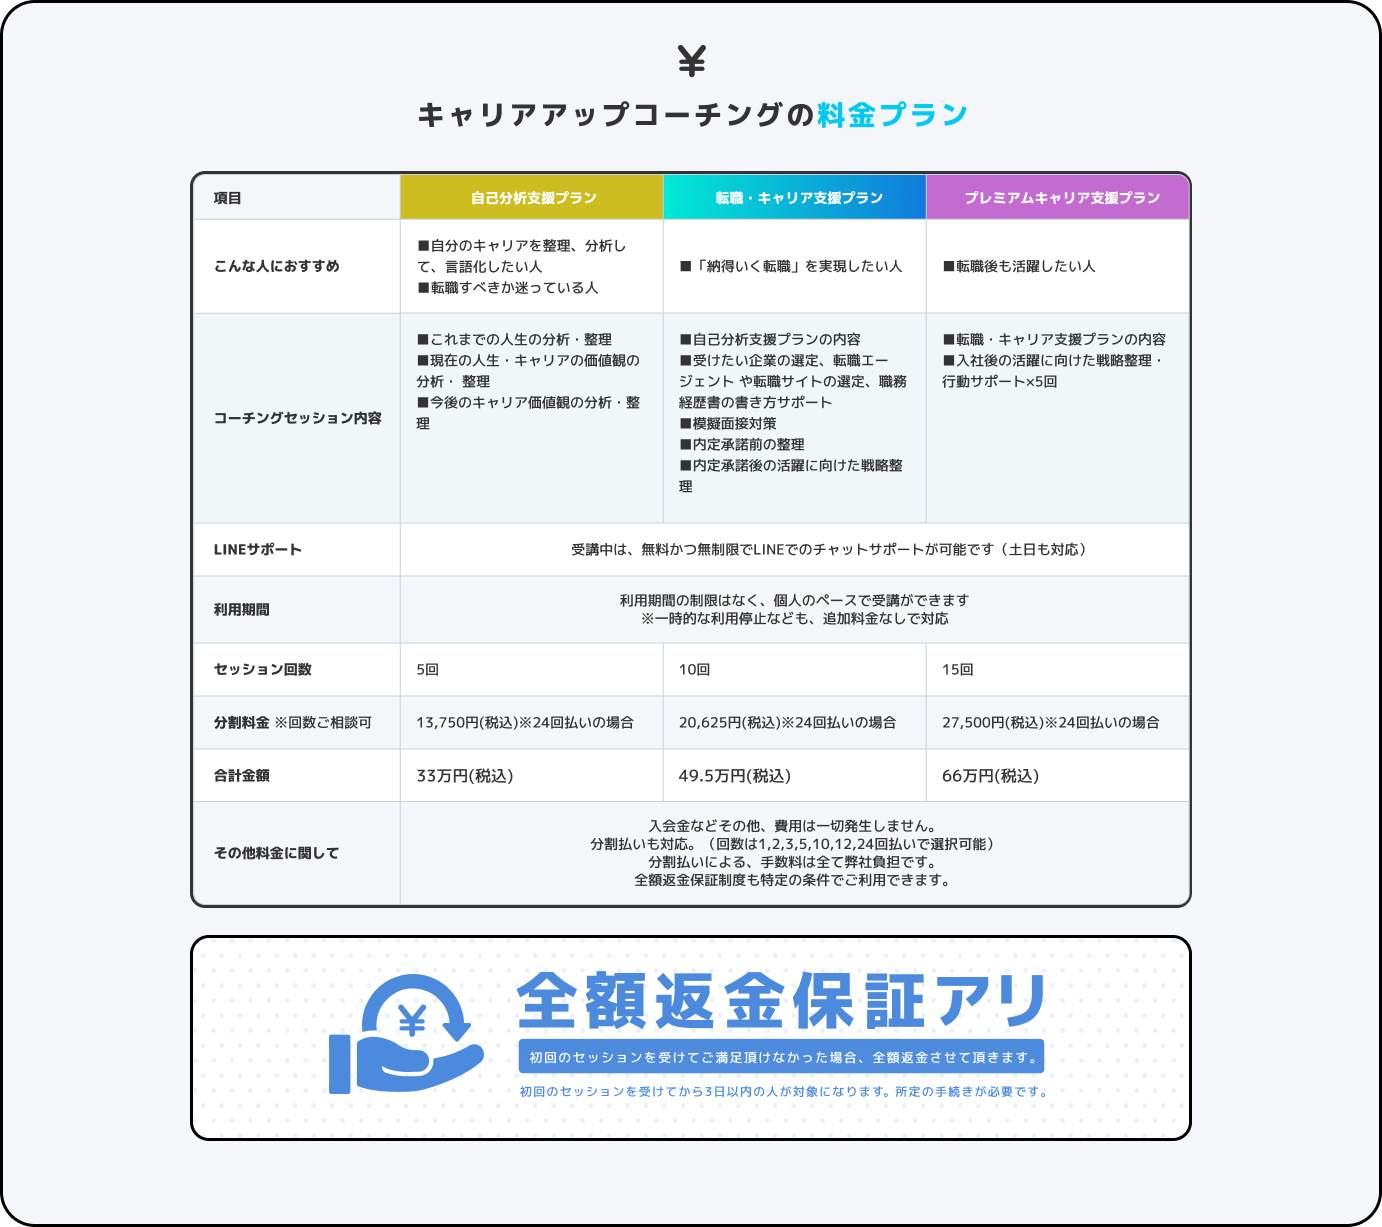 ¥
キャリアアップコーチングの料金プラン
項目
自己分析支援プラン
転職・キャリア支援プラン
プレミアムキャリア支援プラン
こんな人におすすめ
■自分のキャリアを整理、分析し
て、言語化したい人
■転職すべきか迷っている人
■「納得いく転職」を実現したい人
■転職後も活躍したい人
コーチングセッション内容
■これまでの人生の分析・整理
■現在の人生・キャリアの価値観の
分析・ 整理
■今後のキャリア価値観の分析・整
理
■自己分析支援プランの内容
■受けたい企業の選定、転職エー
ジェント や転職サイトの選定、職務
経歴書の書き方サポート
■模擬面接対策
■内定承諾前の整理
■内定承諾後の活躍に向けた戦略整
理
■転職・キャリア支援プランの内容
■入社後の活躍に向けた戦略整理・
行動サポート×5回
LINEサポート
受講中は、無料かつ無制限でLINEでのチャットサポートが可能です（土日も対応）
利用期間
利用期間の制限はなく、個人のペースで受講ができます
※一時的な利用停止なども、追加料金なしで対応
セッション回数
5回
10回
15回
分割料金 ※回数ご相談可
13,750円(税込)※24回払いの場合
20,625円(税込)※24回払いの場合
27,500円(税込)※24回払いの場合
合計金額
33万円(税込)
49.5万円(税込)
66万円(税込)
その他料金に関して
入会金などその他、費用は一切発生しません。
分割払いも対応。（回数は1,2,3,5,10,12,24回払いで選択可能）
分割払いによる、手数料は全て弊社負担です。
全額返金保証制度も特定の条件でご利用できます。
¥
全額返金保証アリ
初回のセッションを受けてご満足頂けなかった場合、全額返金させて頂きます。
初回のセッションを受けてから3日以内の人が対象になります。所定の手続きが必要です。